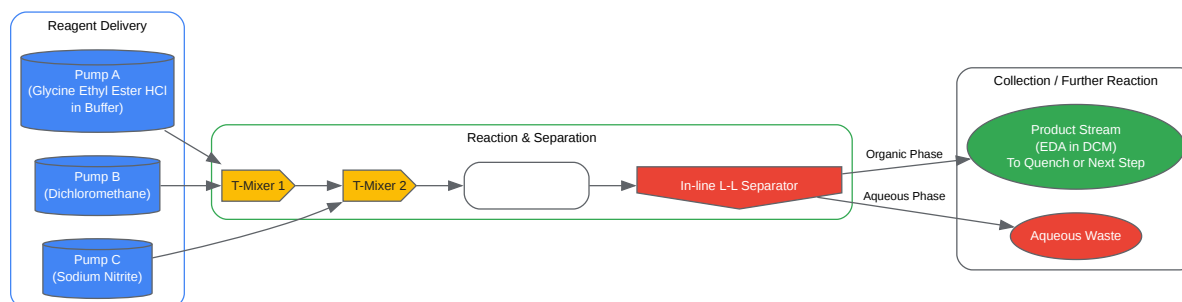 Reagent Delivery
Pump A
(Glycine Ethyl Ester HCl
in Buffer)
Pump B
(Dichloromethane)
Pump C
(Sodium Nitrite)
Reaction & Separation
T-Mixer 1
T-Mixer 2
In-line L-L Separator
Organic Phase
Aqueous Phase
Collection / Further Reaction
Product Stream
(EDA in DCM)
To Quench or Next Step
Aqueous Waste